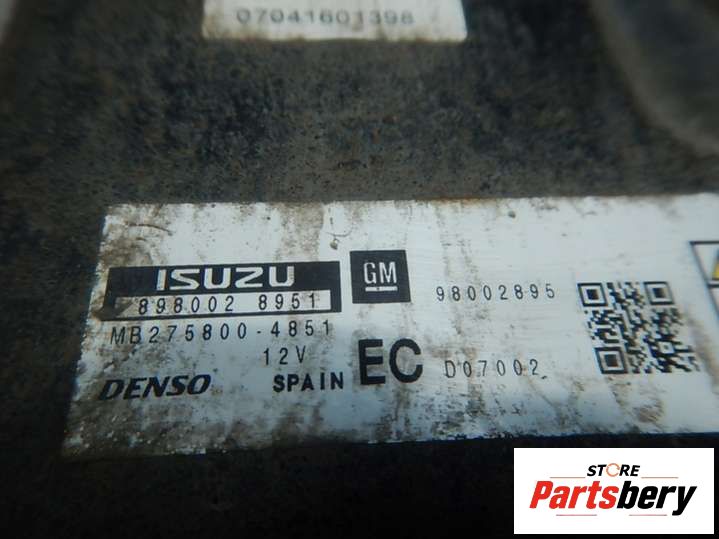 07041601398
ISUZU
898002 8951
GM
98002895
MB275800-4851
12V
EC
D07002
DENSO
SPAIN
STORE
Partsbery